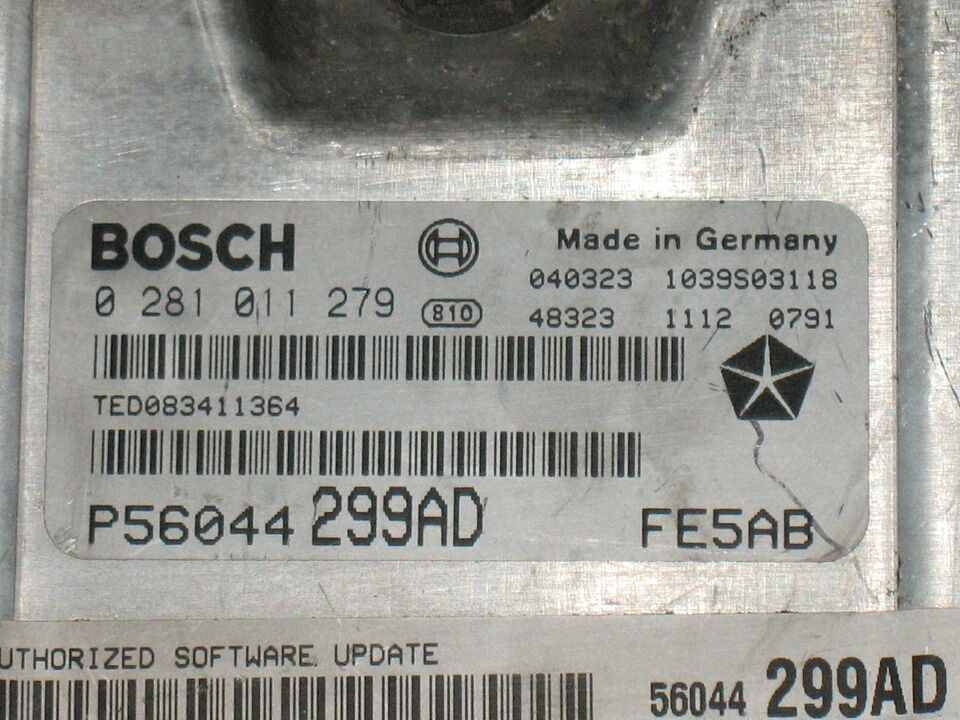 BOSCH Made in Germany
040323 1039S03118
0 281 011 279 810 48323 1112 0791
TED083411364
P56044 299AD FE5AB
UTHORIZED SOFTWARE UPDATE
56044 299AD